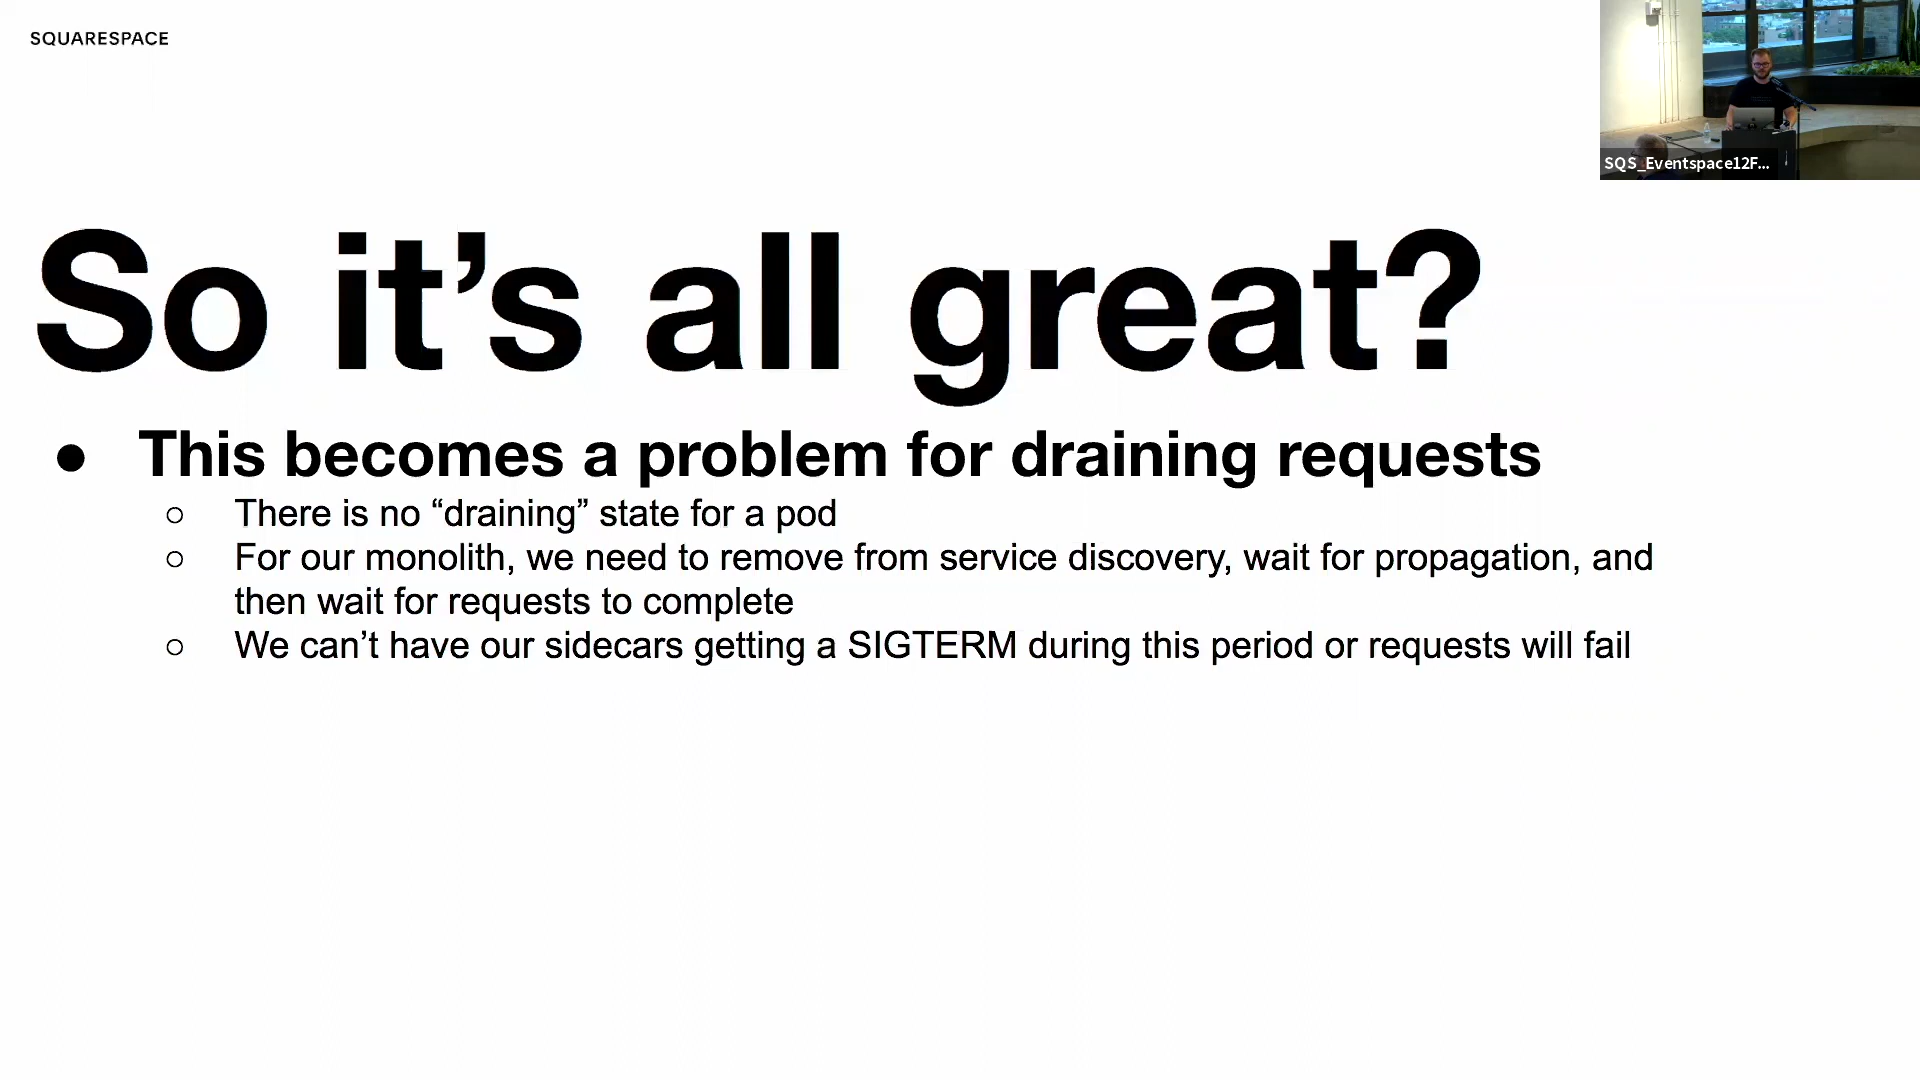 SQUARESPACE
SQS_Eventspace12F...
So it’s all great?
● This becomes a problem for draining requests
○ There is no “draining” state for a pod
○ For our monolith, we need to remove from service discovery, wait for propagation, and
then wait for requests to complete
○ We can’t have our sidecars getting a SIGTERM during this period or requests will fail